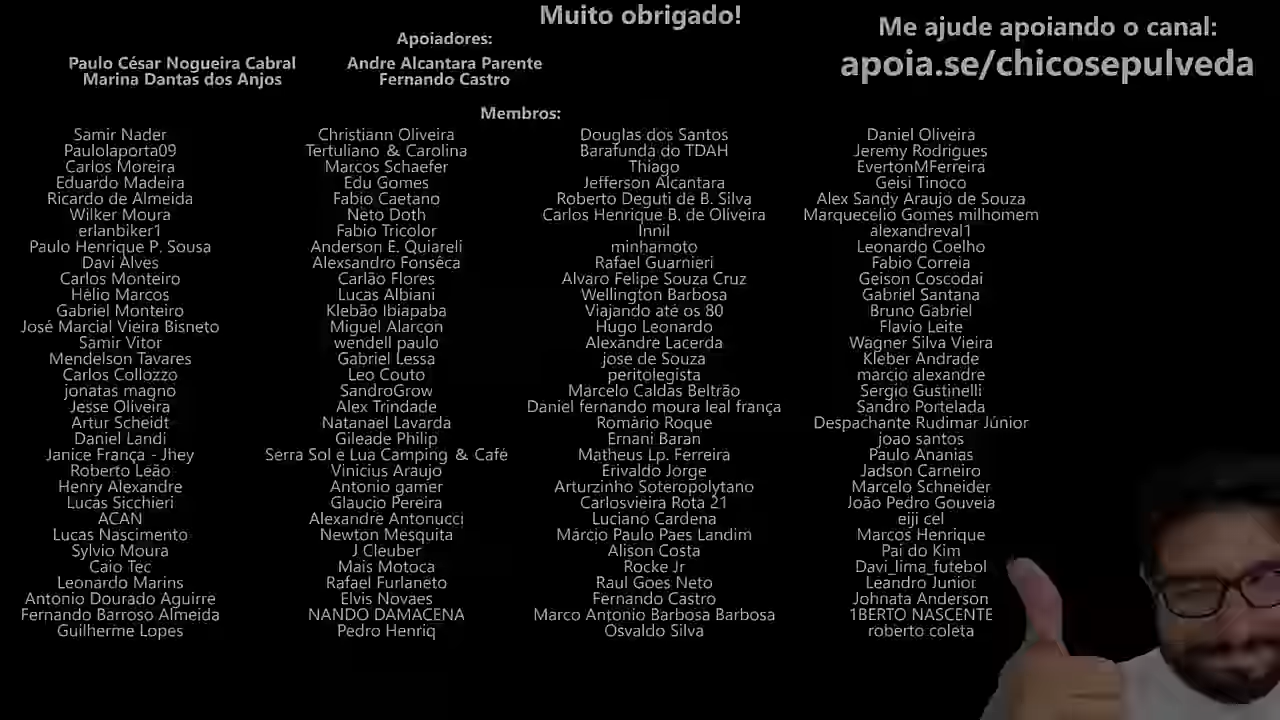 Muito obrigado!
Me ajude apoiando o canal:
apoia.se/chicosepulveda
Apoiadores:
Paulo César Nogueira Cabral
Marina Dantas dos Anjos
Andre Alcantara Parente
Fernando Castro
Membros:
Samir Nader
Paulolaporta09
Carlos Moreira
Eduardo Madeira
Ricardo de Almeida
Wilker Moura
erlanbiker1
Paulo Henrique P. Sousa
Davi Alves
Carlos Monteiro
Hélio Marcos
Gabriel Monteiro
José Marcial Vieira Bisneto
Samir Vitor
Mendelson Tavares
Carlos Collozzo
jonatas magno
Jesse Oliveira
Artur Scheidt
Daniel Landi
Janice França - Jhey
Roberto Leão
Henry Alexandre
Lucas Sicchieri
ACAN
Lucas Nascimento
Sylvio Moura
Caio Tec
Leonardo Marins
Antonio Dourado Aguirre
Fernando Barroso Almeida
Guilherme Lopes
Christiann Oliveira
Tertuliano & Carolina
Marcos Schaefer
Edu Gomes
Fabio Caetano
Neto Doth
Fabio Tricolor
Anderson E. Quiareli
Alexsandro Fonsêca
Carlão Flores
Lucas Albiani
Klebão Ibiapaba
Miguel Alarcon
wendell paulo
Gabriel Lessa
Leo Couto
SandroGrow
Alex Trindade
Natanael Lavarda
Gileade Philip
Serra Sol e Lua Camping & Café
Vinicius Araujo
Antonio gamer
Glaucio Pereira
Alexandre Antonucci
Newton Mesquita
J Cleuber
Mais Motoca
Rafael Furlaneto
Elvis Novaes
NANDO DAMACENA
Pedro Henriq
Douglas dos Santos
Barafunda do TDAH
Thiago
Jefferson Alcantara
Roberto Deguti de B. Silva
Carlos Henrique B. de Oliveira
Innil
minhamoto
Rafael Guarnieri
Alvaro Felipe Souza Cruz
Wellington Barbosa
Viajando até os 80
Hugo Leonardo
Alexandre Lacerda
jose de Souza
peritolegista
Marcelo Caldas Beltrão
Daniel fernando moura leal frança
Romário Roque
Ernani Baran
Matheus Lp. Ferreira
Erivaldo Jorge
Arturzinho Soteropolytano
Carlosvieira Rota 21
Luciano Cardena
Márcio Paulo Paes Landim
Alison Costa
Rocke Jr
Raul Goes Neto
Fernando Castro
Marco Antonio Barbosa Barbosa
Osvaldo Silva
Daniel Oliveira
Jeremy Rodrigues
EvertonMFerreira
Geisi Tinoco
Alex Sandy Araujo de Souza
Marquecelio Gomes milhomem
alexandreval1
Leonardo Coelho
Fabio Correia
Geison Coscodai
Gabriel Santana
Bruno Gabriel
Flavio Leite
Wagner Silva Vieira
Kleber Andrade
marcio alexandre
Sergio Gustinelli
Sandro Portelada
Despachante Rudimar Júnior
joao santos
Paulo Ananias
Jadson Carneiro
Marcelo Schneider
João Pedro Gouveia
eiji cel
Marcos Henrique
Pai do Kim
Davi_lima_futebol
Leandro Junior
Johnata Anderson
1BERTO NASCENTE
roberto coleta